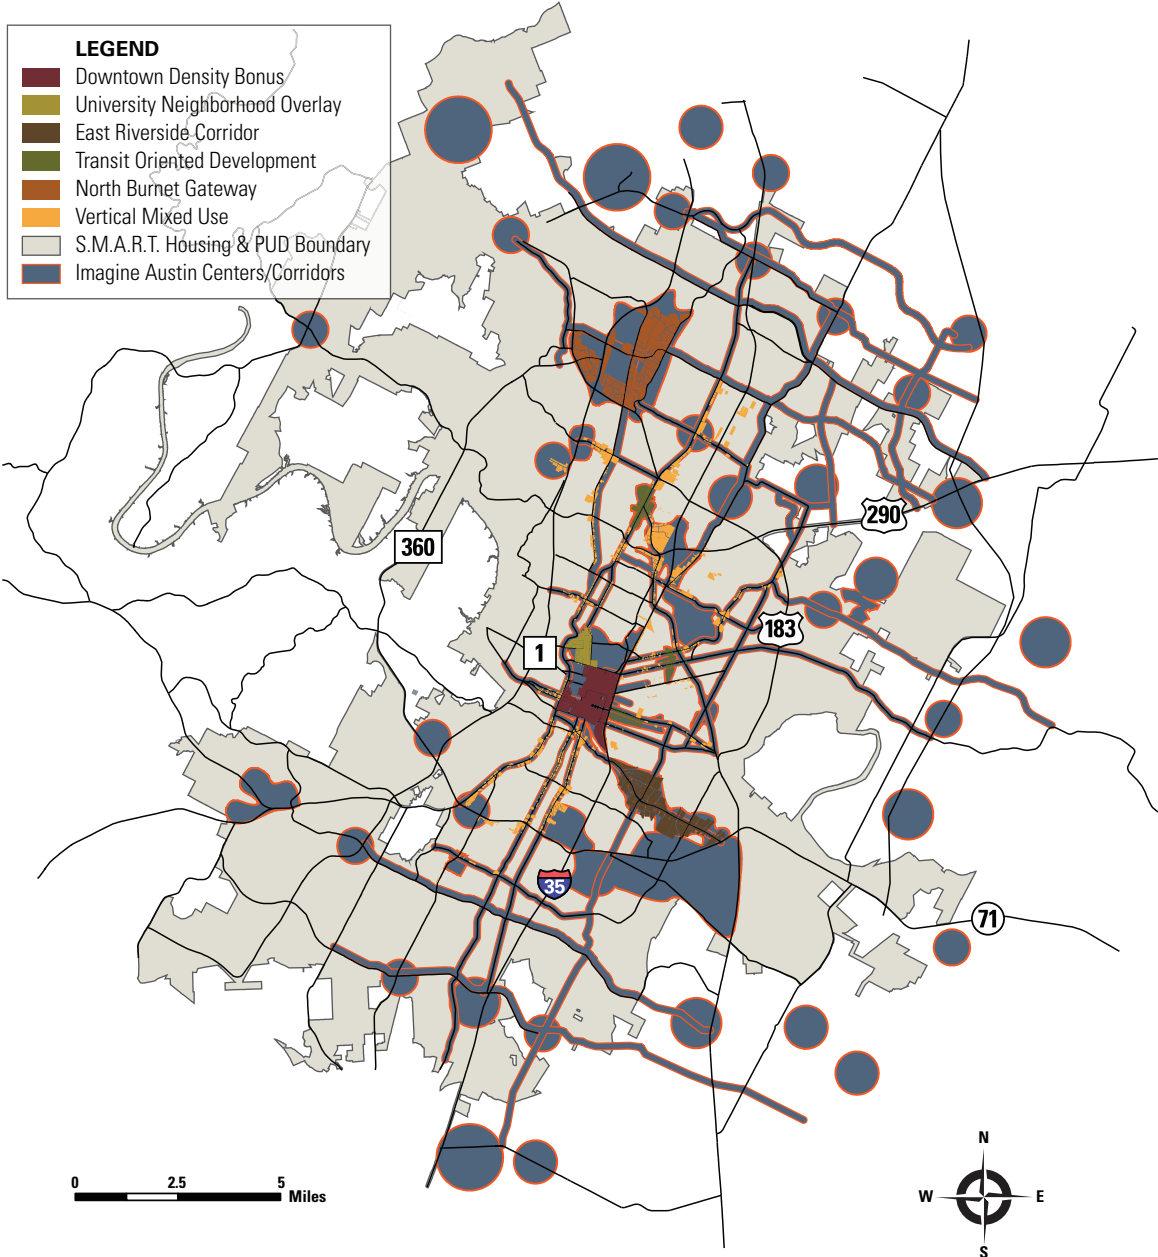 LEGEND
Downtown Density Bonus
University Neighborhood Overlay
East Riverside Corridor
Transit Oriented Development
North Burnet Gateway
Vertical Mixed Use
S.M.A.R.T. Housing & PUD Boundary
Imagine Austin Centers/Corridors
290
360
183
1
35
71
0 2.5 5 Miles
N
W E
S